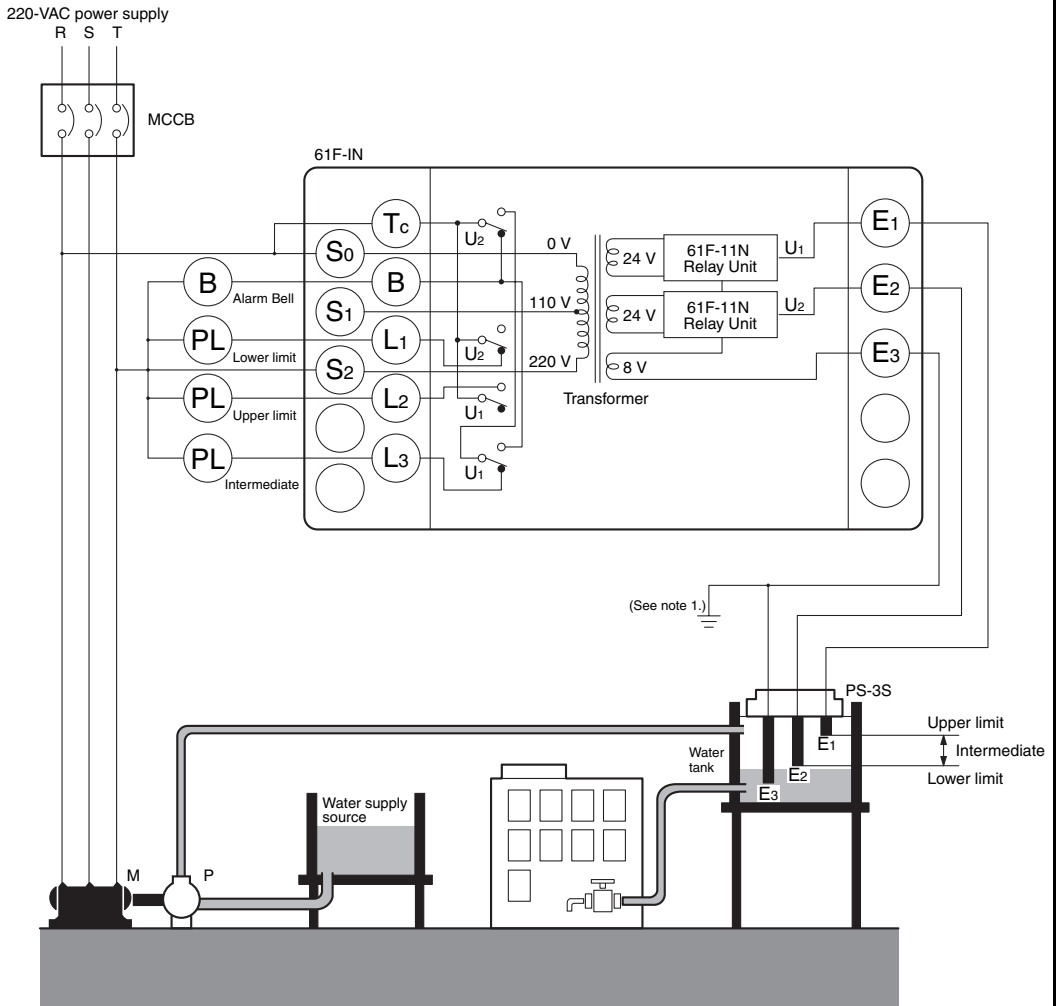 220-VAC power supply
R S T
MCCB
61F-IN
Tc
S0
B
Alarm Bell
B
S1
PL
Lower limit
L1
S2
PL
Upper limit
L2
PL
Intermediate
L3
U2
U2
U1
U1
0 V
110 V
220 V
Transformer
24 V
61F-11N
Relay Unit
U1
24 V
61F-11N
Relay Unit
U2
8 V
E1
E2
E3
(See note 1.)
PS-3S
Water
tank
E1
E2
E3
Upper limit
Intermediate
Lower limit
Water supply
source
M
P